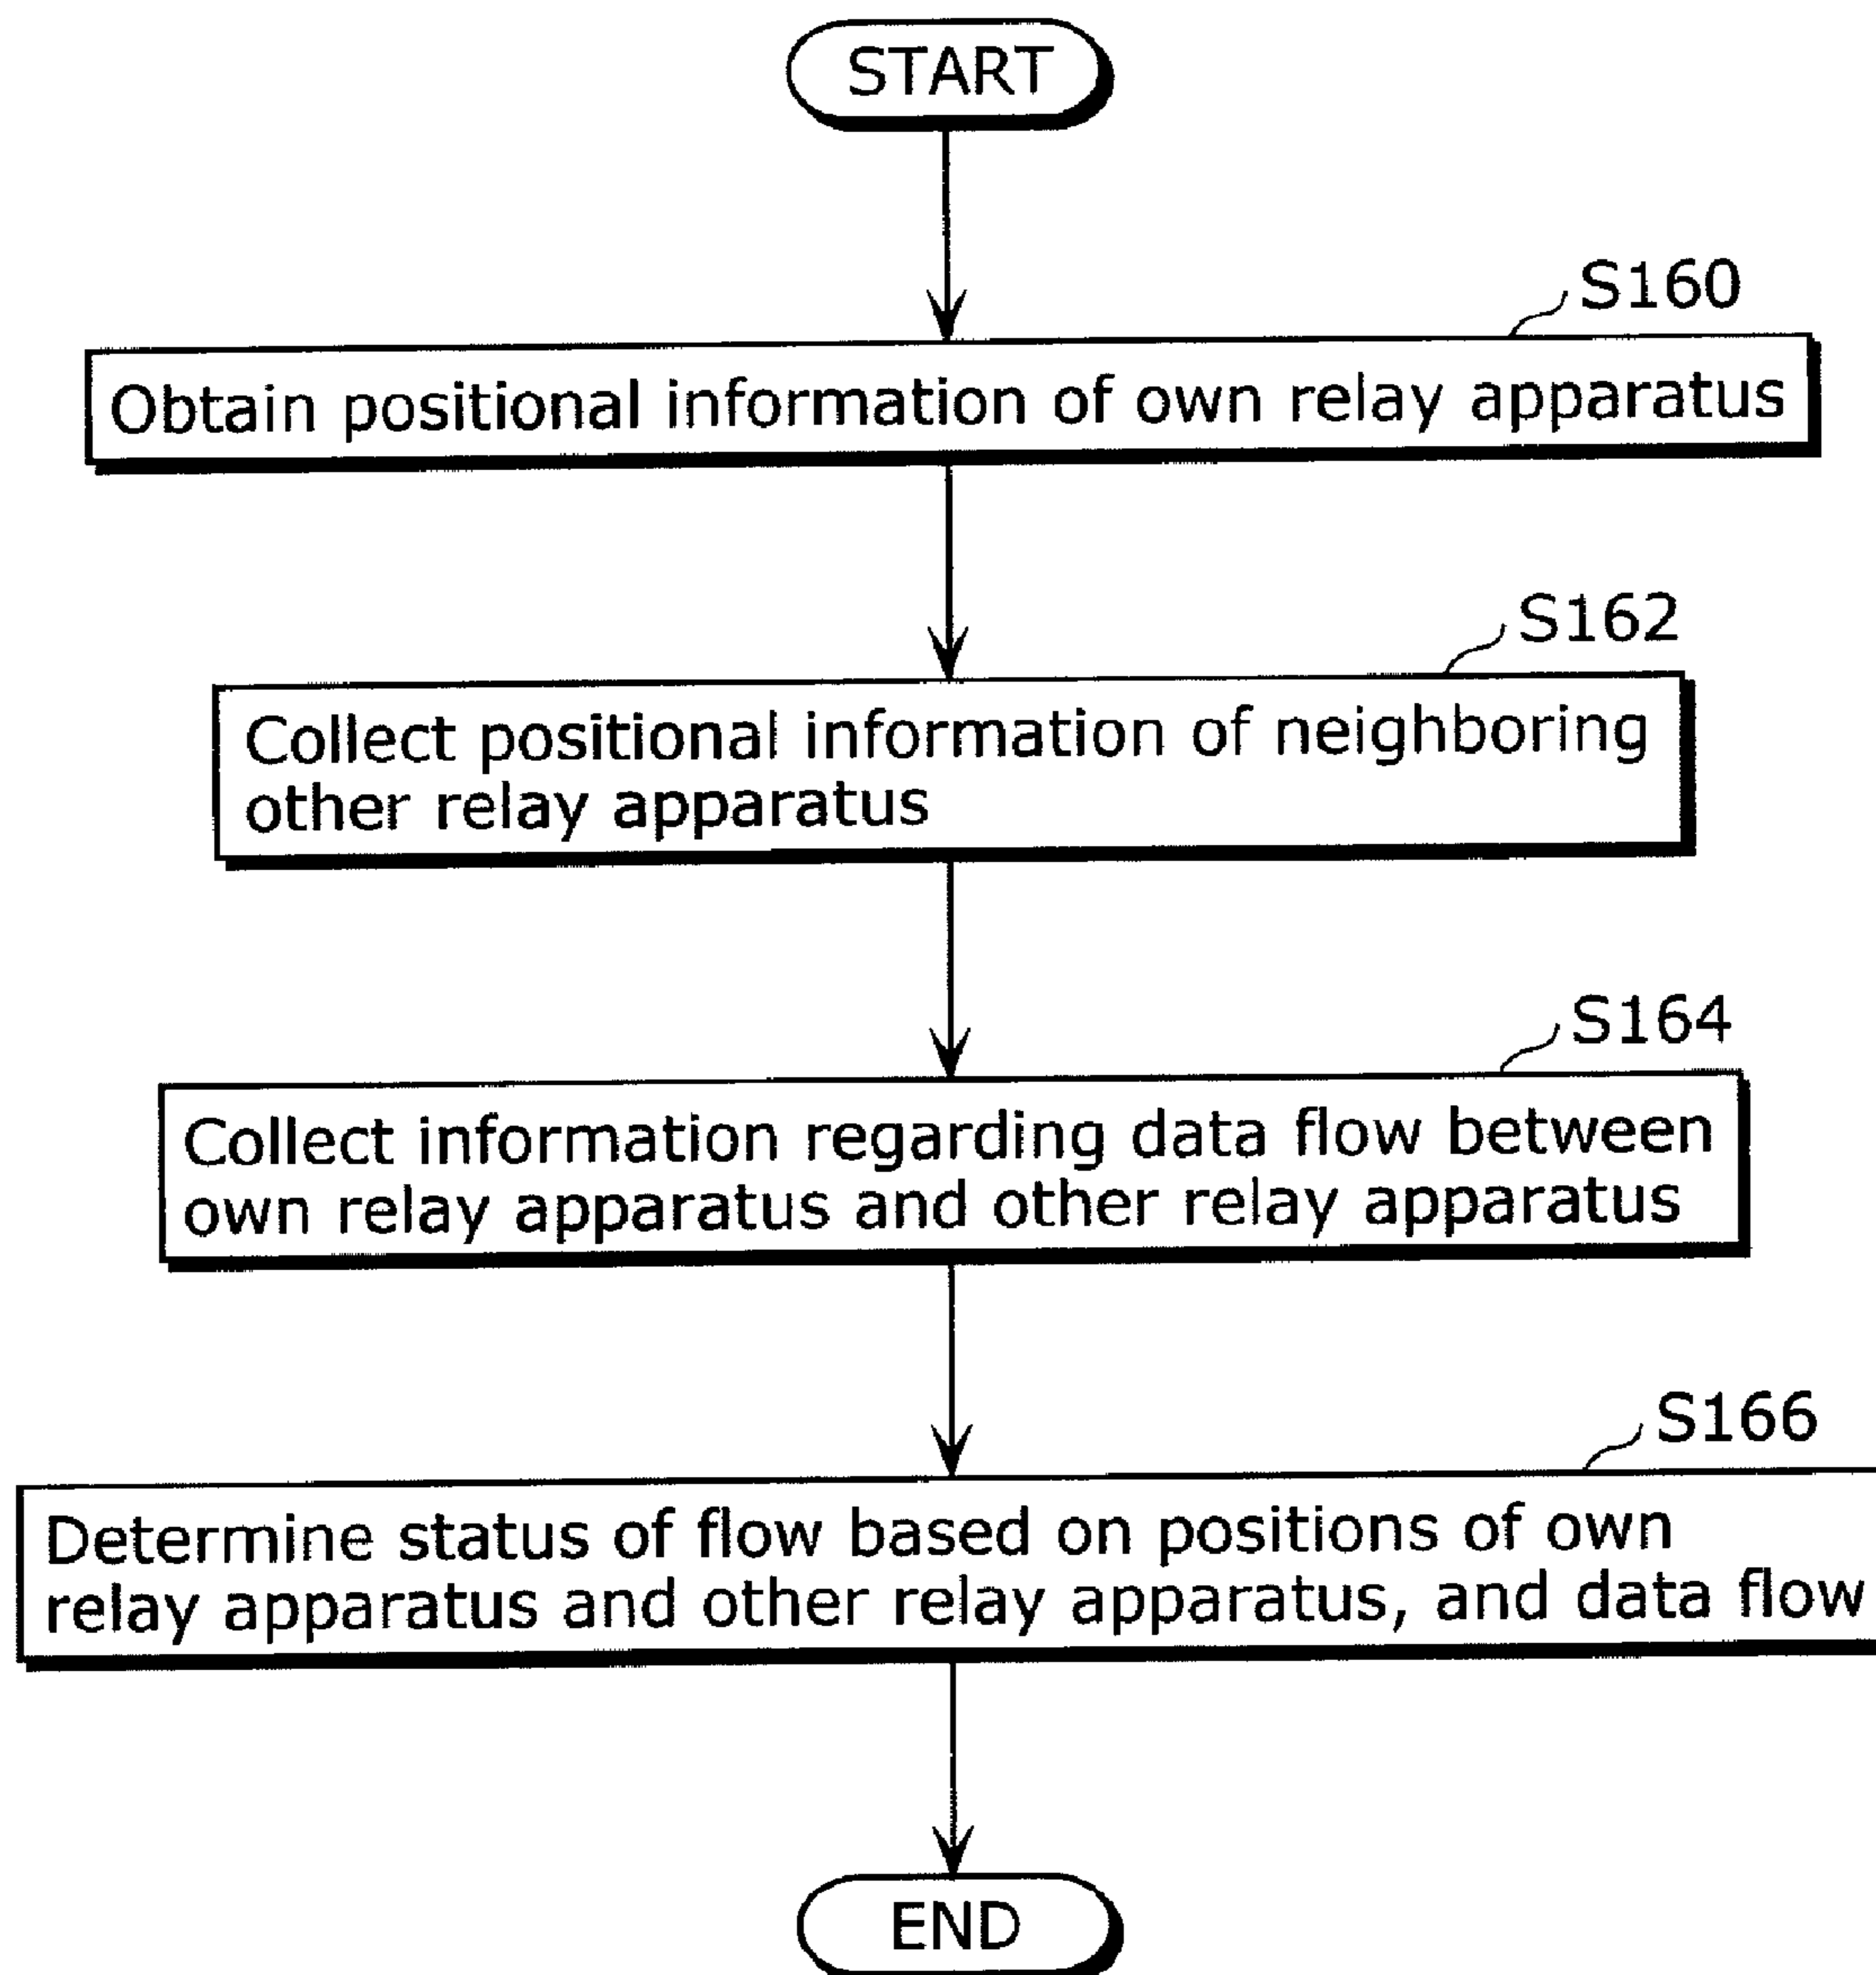 START
S160
Obtain positional information of own relay apparatus
S162
Collect positional information of neighboring
other relay apparatus
S164
Collect information regarding data flow between
own relay apparatus and other relay apparatus
S166
Determine status of flow based on positions of own
relay apparatus and other relay apparatus, and data flow
END